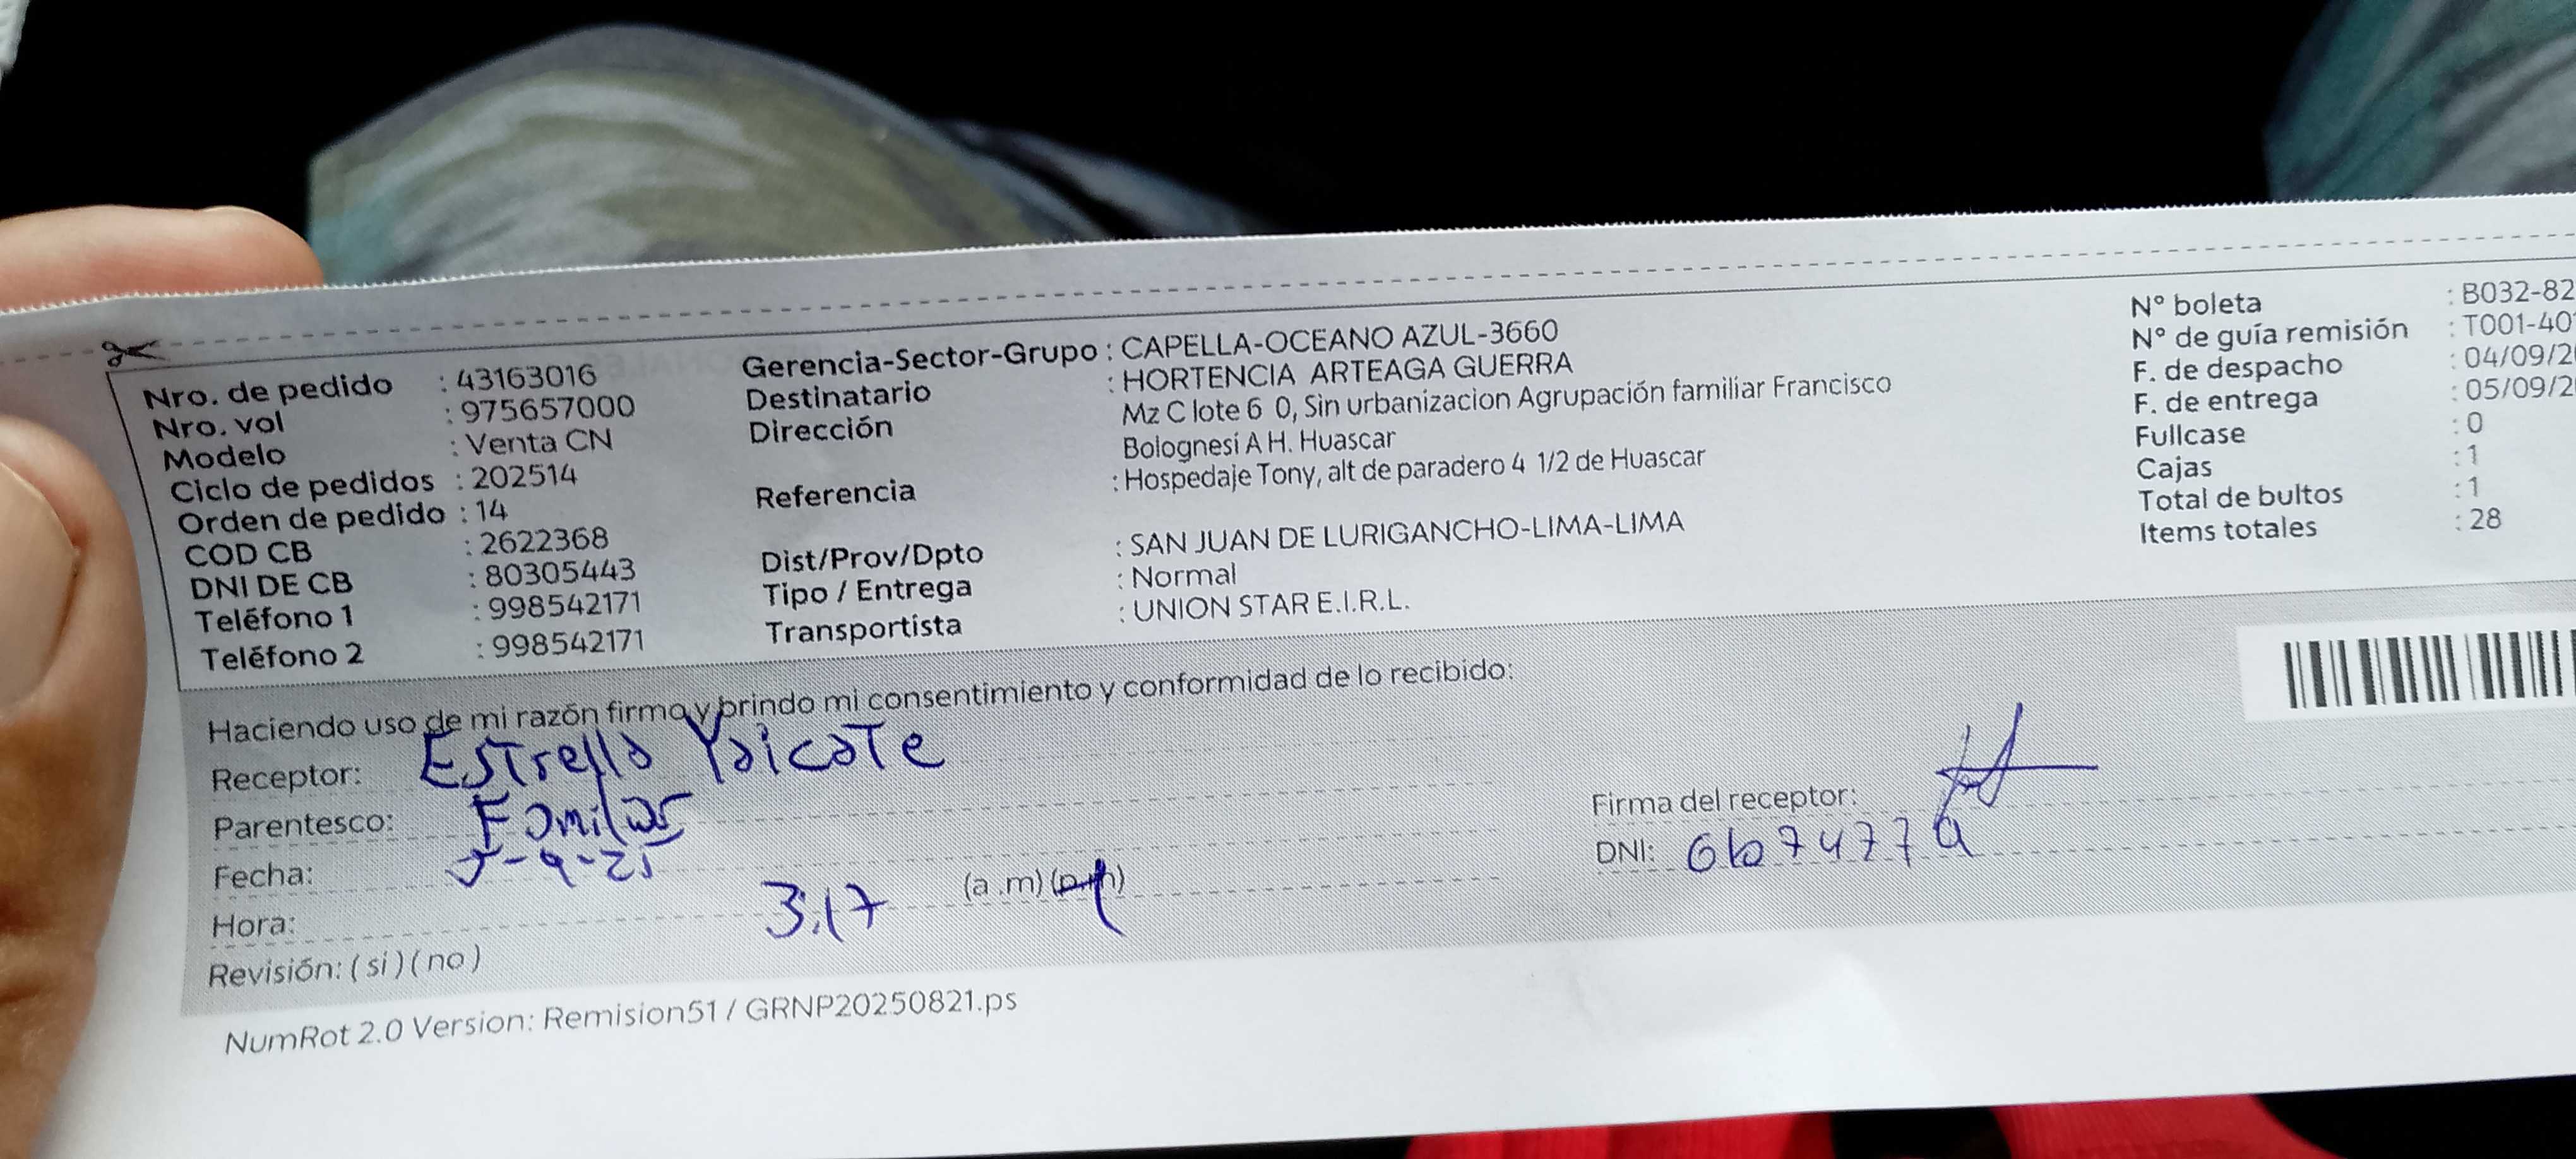 Nro. de pedido : 43163016
Nro. vol : 975657000
Modelo : Venta CN
Ciclo de pedidos : 202514
Orden de pedido : 14
COD CB : 2622368
DNI DE CB : 80305443
Teléfono 1 : 998542171
Teléfono 2 : 998542171
Gerencia-Sector-Grupo : CAPELLA-OCEANO AZUL-3660
Destinatario : HORTENCIA ARTEAGA GUERRA
Dirección Mz C lote 6 0, Sin urbanizacion Agrupación familiar Francisco
Bolognesi A H. Huascar
Referencia : Hospedaje Tony, alt de paradero 4 1/2 de Huascar
Dist/Prov/Dpto : SAN JUAN DE LURIGANCHO-LIMA-LIMA
Tipo / Entrega : Normal
Transportista : UNION STAR E.I.R.L.
N° boleta : B032-82
N° de guía remisión : T001-40
F. de despacho : 04/09/2
F. de entrega : 05/09/2
Fullcase : 0
Cajas : 1
Total de bultos : 1
Items totales : 28
Haciendo uso de mi razón firmo y brindo mi consentimiento y conformidad de lo recibido:
Receptor: Estrella Yaicate
Parentesco: Familiar
Fecha: 5-9-25
Hora: 3:17 (a.m) (p.m)
Revisión: ( si ) ( no )
Firma del receptor:
DNI:
NumRot 2.0 Version: Remision51 / GRNP20250821.ps